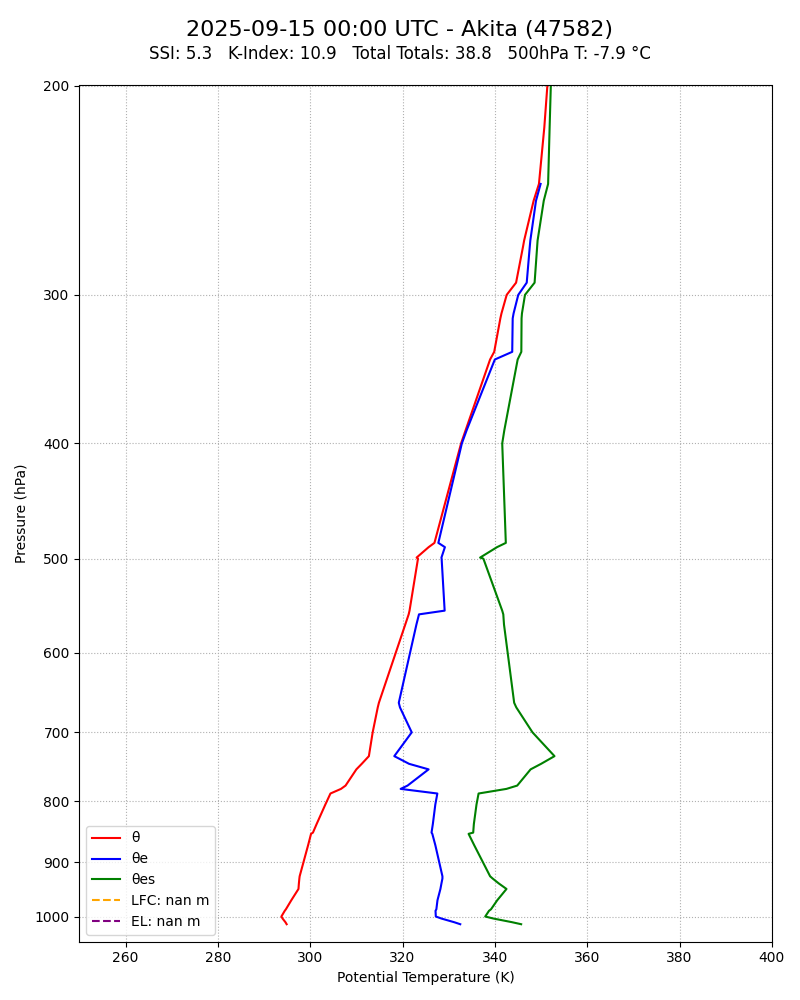 2025-09-15 00:00 UTC - Akita (47582)
SSI: 5.3   K-Index: 10.9   Total Totals: 38.8   500hPa T: -7.9 °C
200
300
400
500
600
700
800
900
1000
Pressure (hPa)
θ
θe
θes
LFC: nan m
EL: nan m
260
280
300
320
340
360
380
400
Potential Temperature (K)